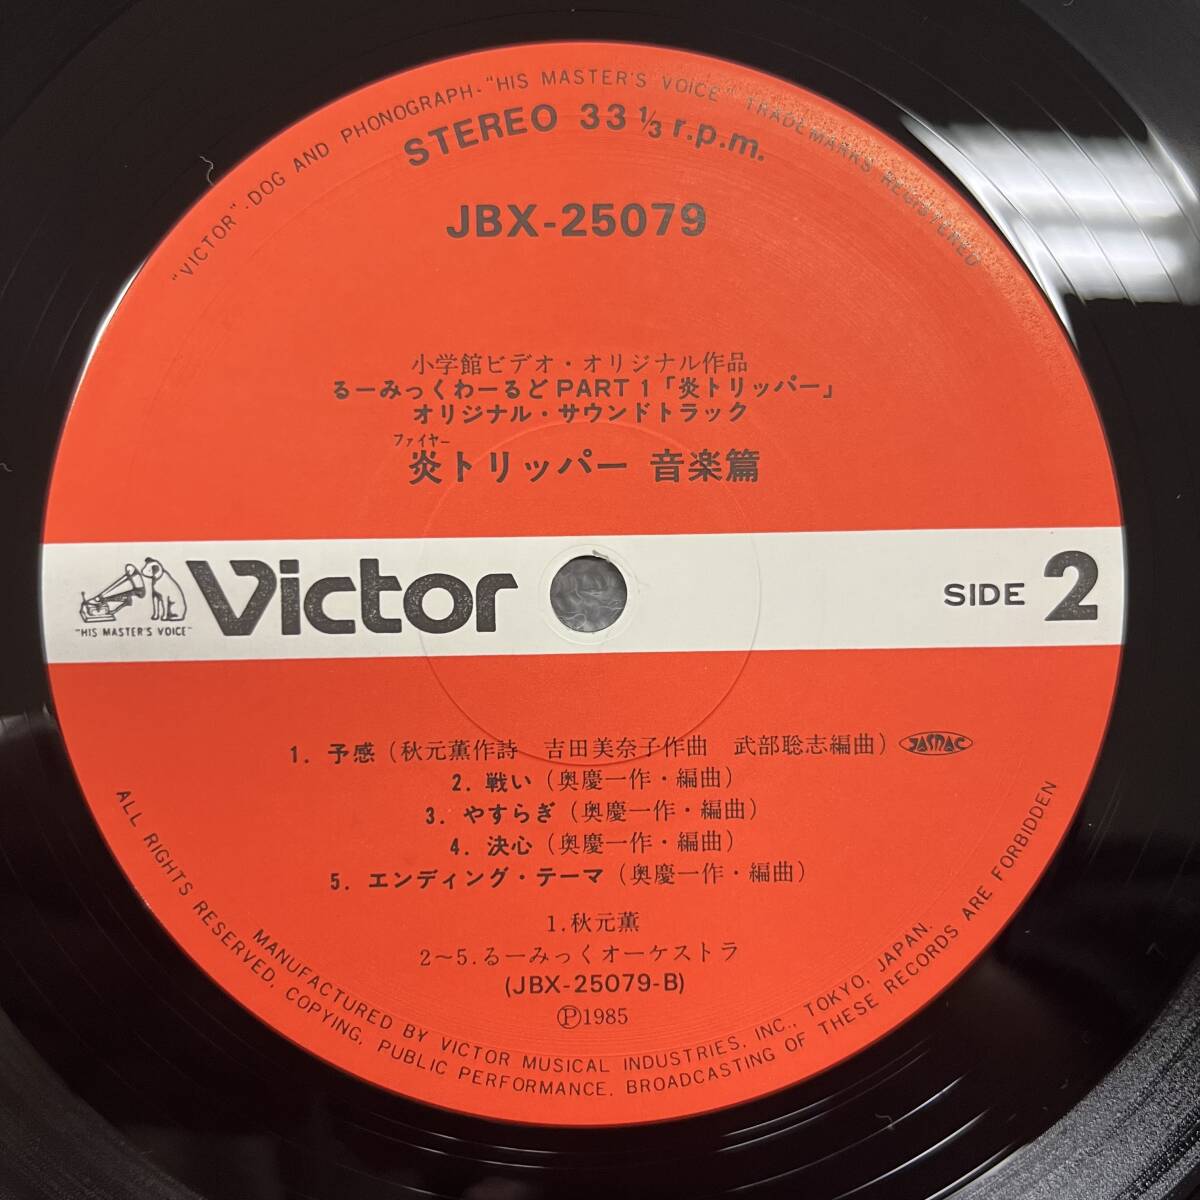 "VICTOR"-DOG AND PHONOGRAPH-"HIS MASTER'S VOICE" TRADEMARKS REGISTERED
STEREO 33 1/3 r.p.m.
JBX-25079
小学館ビデオ・オリジナル作品
るーみっくわーるどPART 1「炎トリッパー」
オリジナル・サウンドトラック
ファイヤー
炎トリッパー 音楽篇
"HIS MASTER'S VOICE"
Victor
SIDE 2
1. 予感（秋元薫作詩 吉田美奈子作曲 武部聡志編曲）JASRAC
2. 戦い（奥慶一作・編曲）
3. やすらぎ（奥慶一作・編曲）
4. 決心（奥慶一作・編曲）
5. エンディング・テーマ（奥慶一作・編曲）
1.秋元薫
2～5.るーみっくオーケストラ
(JBX-25079-B)
Ⓟ1985
MANUFACTURED BY VICTOR MUSICAL INDUSTRIES, INC., TOKYO, JAPAN.
ALL RIGHTS RESERVED, COPYING, PUBLIC PERFORMANCE, BROADCASTING OF THESE RECORDS ARE FORBIDDEN